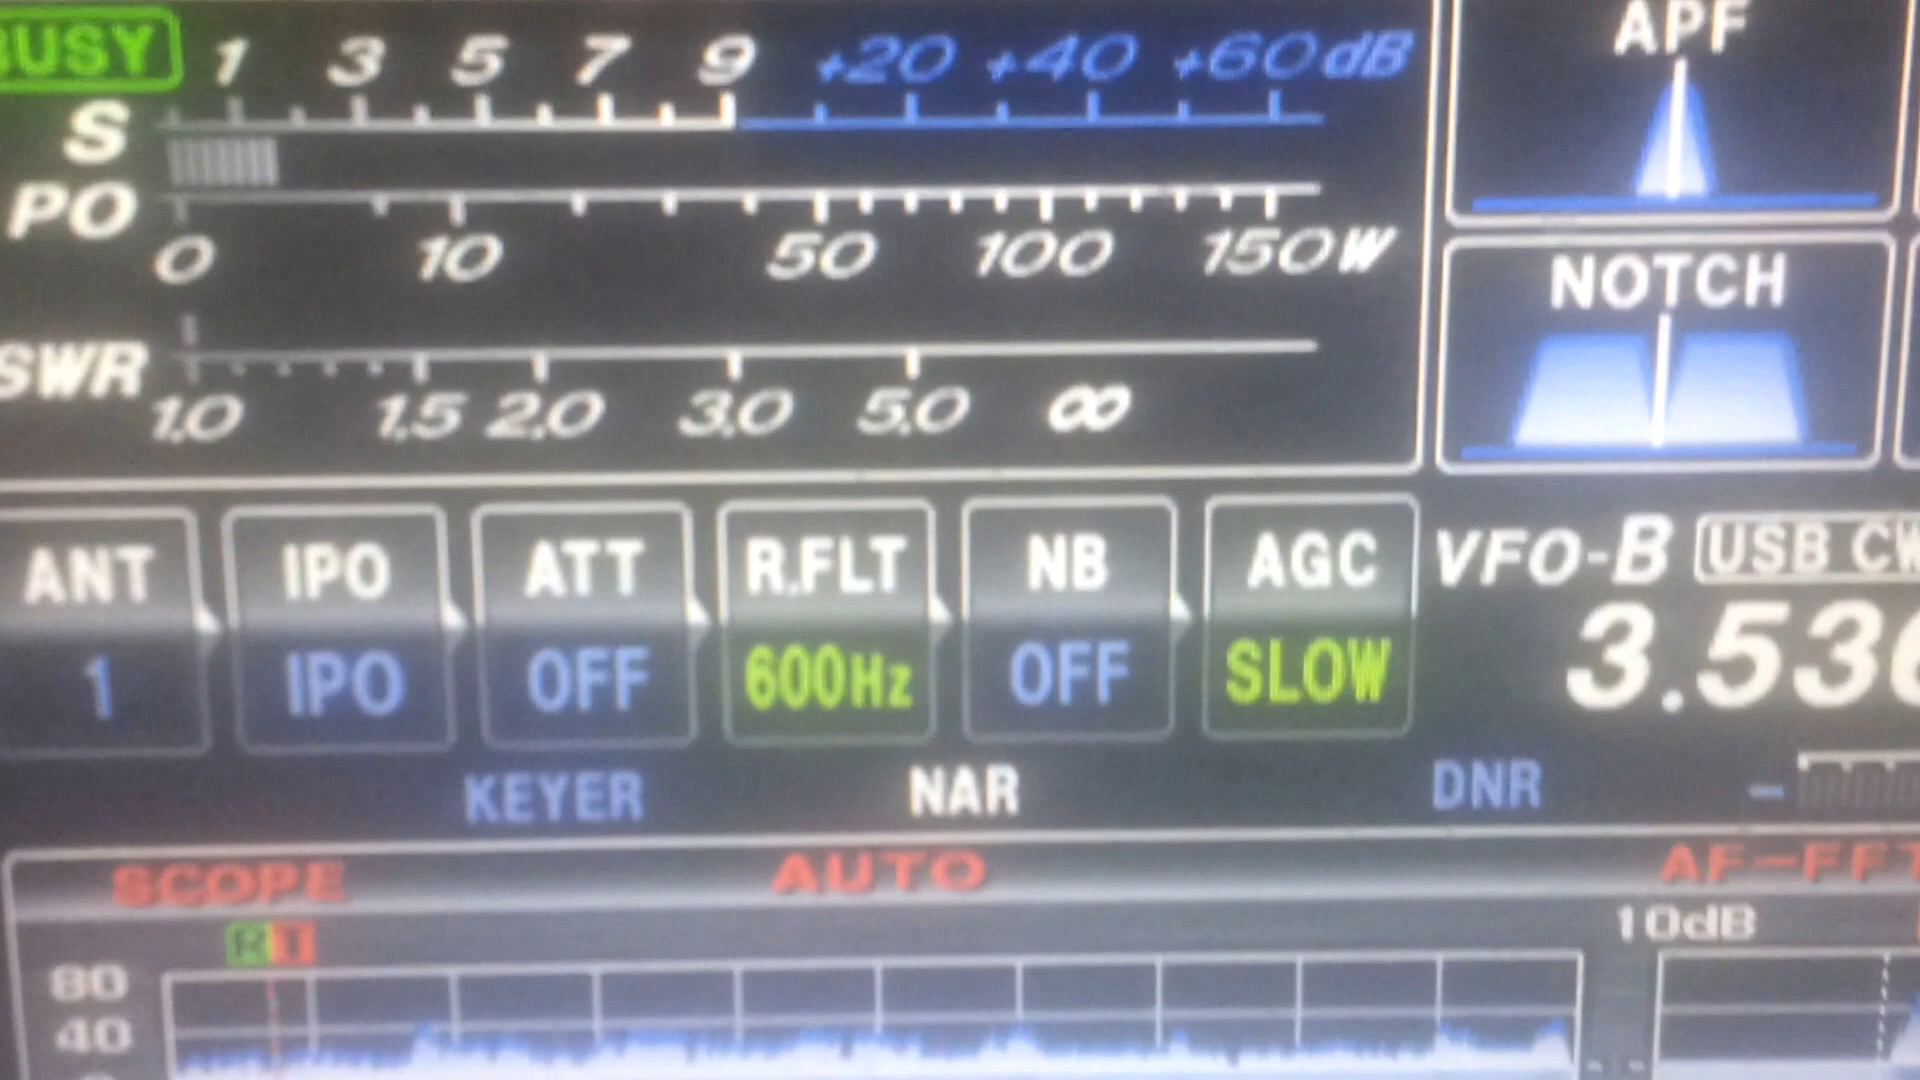 BUSY 1 3 5 7 9 +20 +40 +60dB APF
S
PO
0 10 50 100 150W
NOTCH
SWR
1.0 1.5 2.0 3.0 5.0 ∞
ANT IPO ATT R.FLT NB AGC VFO-B USB CW
1 IPO OFF 600Hz OFF SLOW 3.536
KEYER NAR DNR -
SCOPE AUTO AF-FFT
R T 10dB
80
40